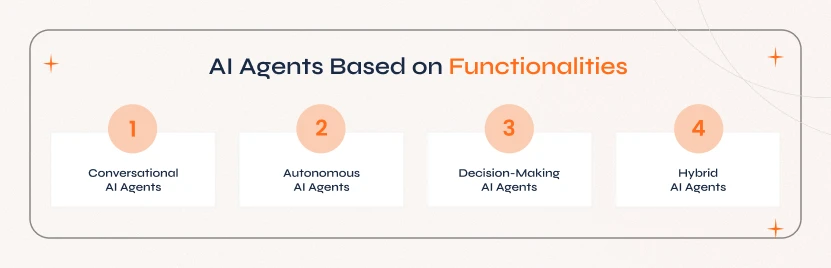 AI Agents Based on Functionalities
1
Conversational
AI Agents
2
Autonomous
AI Agents
3
Decision-Making
AI Agents
4
Hybrid
AI Agents